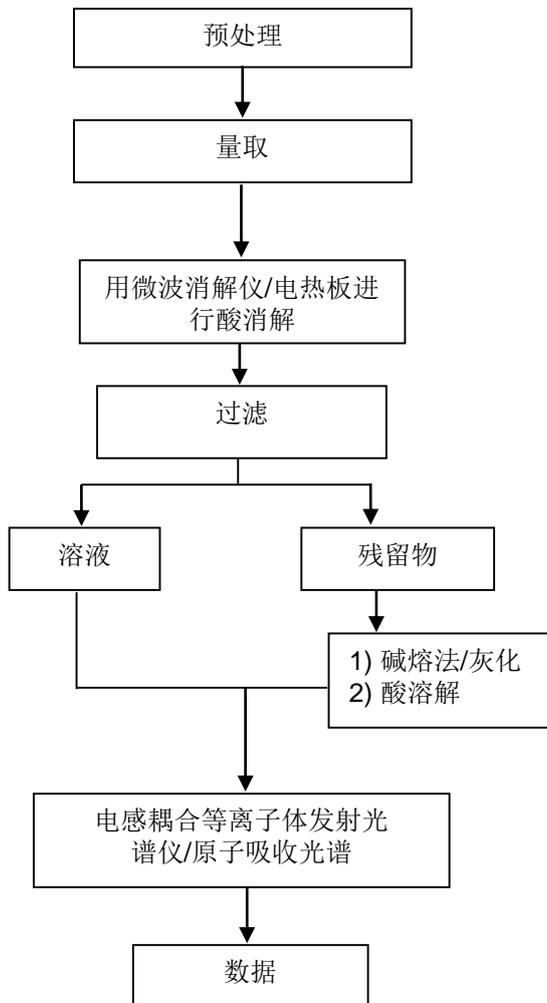 预处理
量取
用微波消解仪/电热板进
行酸消解
过滤
溶液
残留物
1) 碱熔法/灰化
2) 酸溶解
电感耦合等离子体发射光
谱仪/原子吸收光谱
数据